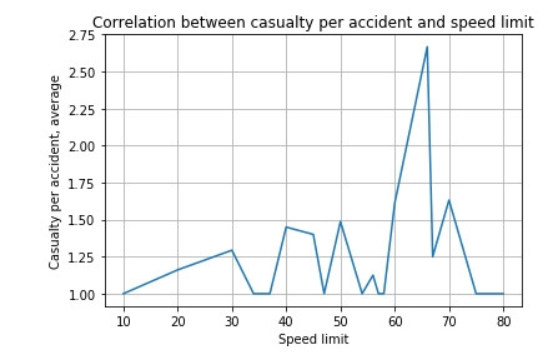 Correlation between casualty per accident and speed limit
2.75
2.50
2.25
2.00
1.75
1.50
1.25
1.00
Casualty per accident, average
10 20 30 40 50 60 70 80
Speed limit